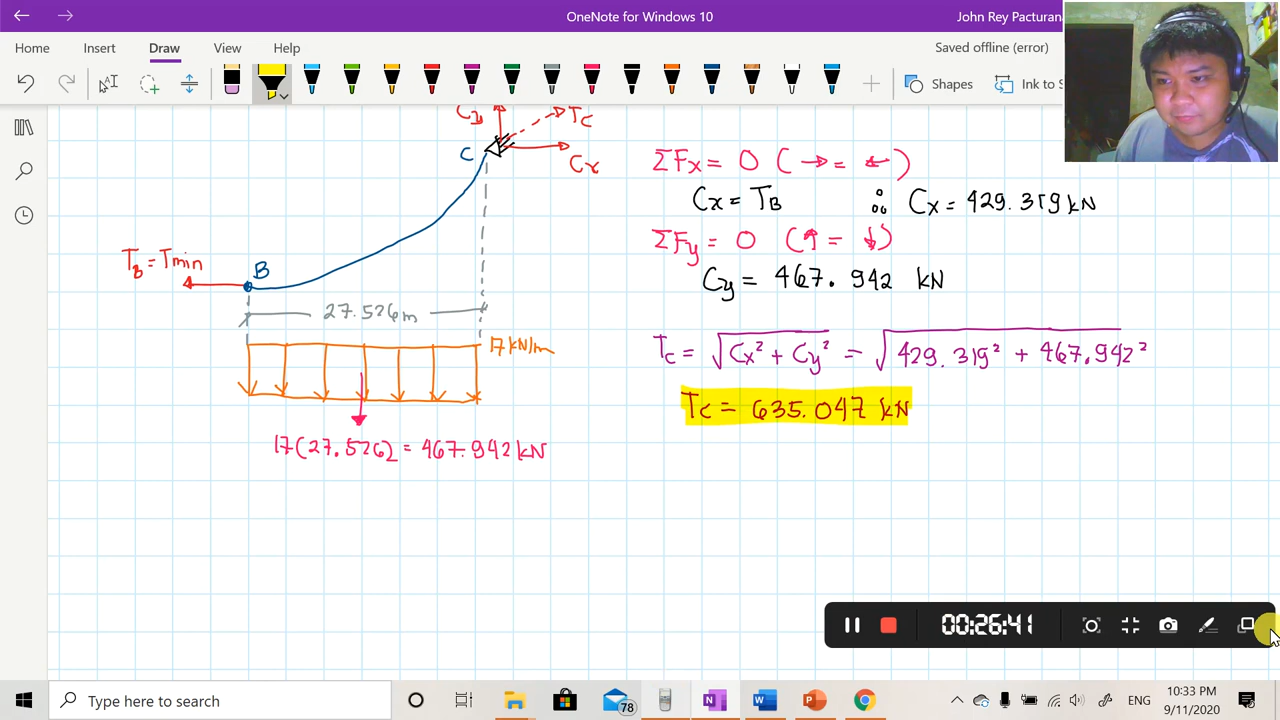 OneNote for Windows 10
John Rey Pacturan
Home
Insert
Draw
View
Help
Saved offline (error)
Shapes
Ink to S
Cy
Tc
C
Cx
TB = Tmin
B
27.526m
17 kN/m
17(27.526) = 467.942 kN
ΣFx = 0 (→ = ←)
Cx = TB ∴ Cx = 429.319 kN
ΣFy = 0 (↑ = ↓)
Cy = 467.942 kN
Tc = √Cx² + Cy² = √429.319² + 467.942²
Tc = 635.047 kN
00:26:41
Type here to search
78
ENG
10:33 PM
9/11/2020